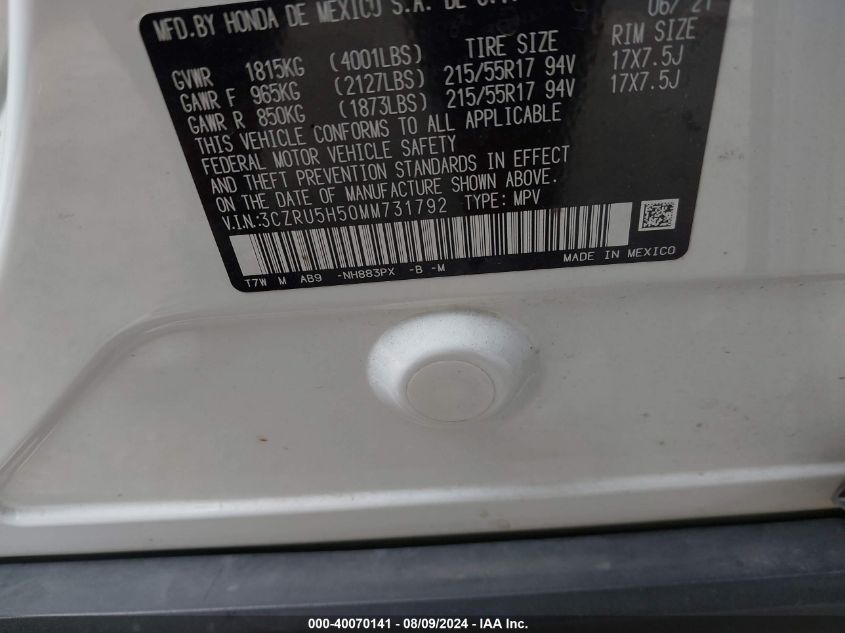 MFD.BY HONDA DE MEXICO S.A. DE 06/ 21
TIRE SIZE RIM SIZE
GVWR 1815KG (4001LBS)
GAWR F 965KG (2127LBS) 215/55R17 94V 17X7.5J
GAWR R 850KG (1873LBS) 215/55R17 94V 17X7.5J
THIS VEHICLE CONFORMS TO ALL APPLICABLE
FEDERAL MOTOR VEHICLE SAFETY
AND THEFT PREVENTION STANDARDS IN EFFECT
ON THE DATE OF MANUFACTURE SHOWN ABOVE.
V.I.N:3CZRU5H50MM731792 TYPE: MPV
MADE IN MEXICO
T7W M AB9 -NH883PX -B -M
000-40070141 - 08/09/2024 - IAA Inc.